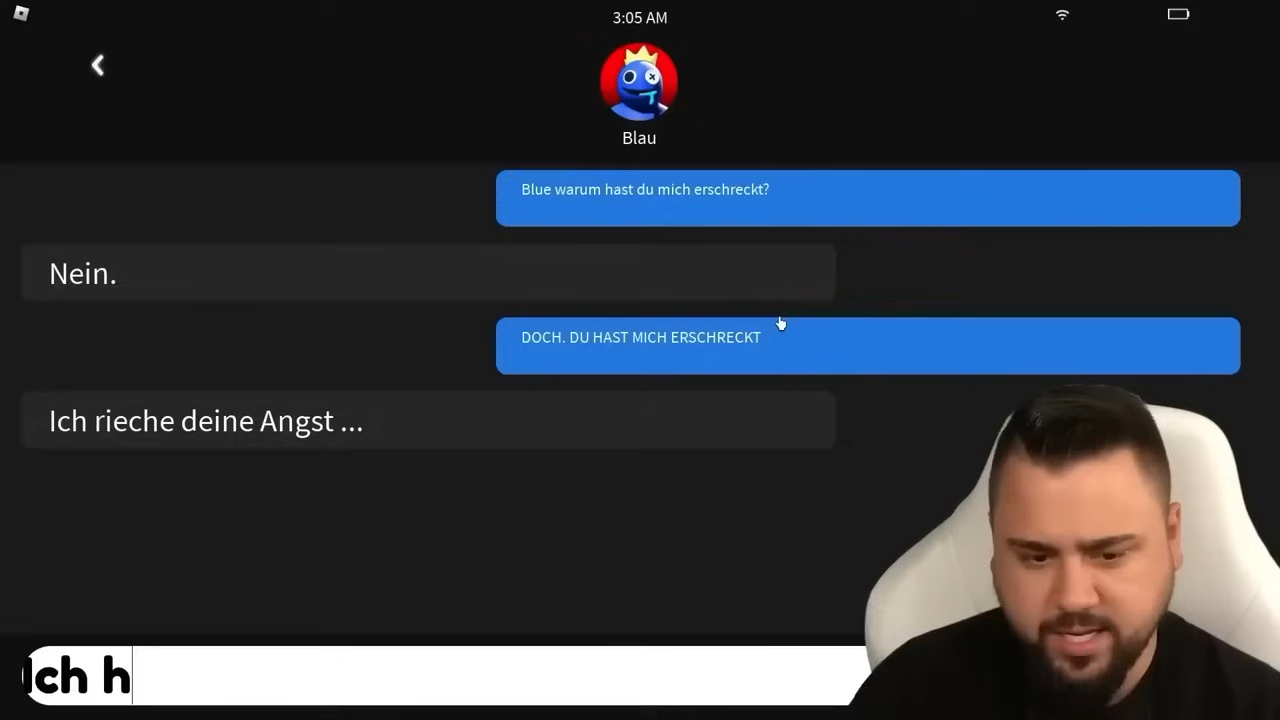 3:05 AM
Blau
Blue warum hast du mich erschreckt?
Nein.
DOCH. DU HAST MICH ERSCHRECKT
Ich rieche deine Angst ...
Ich h